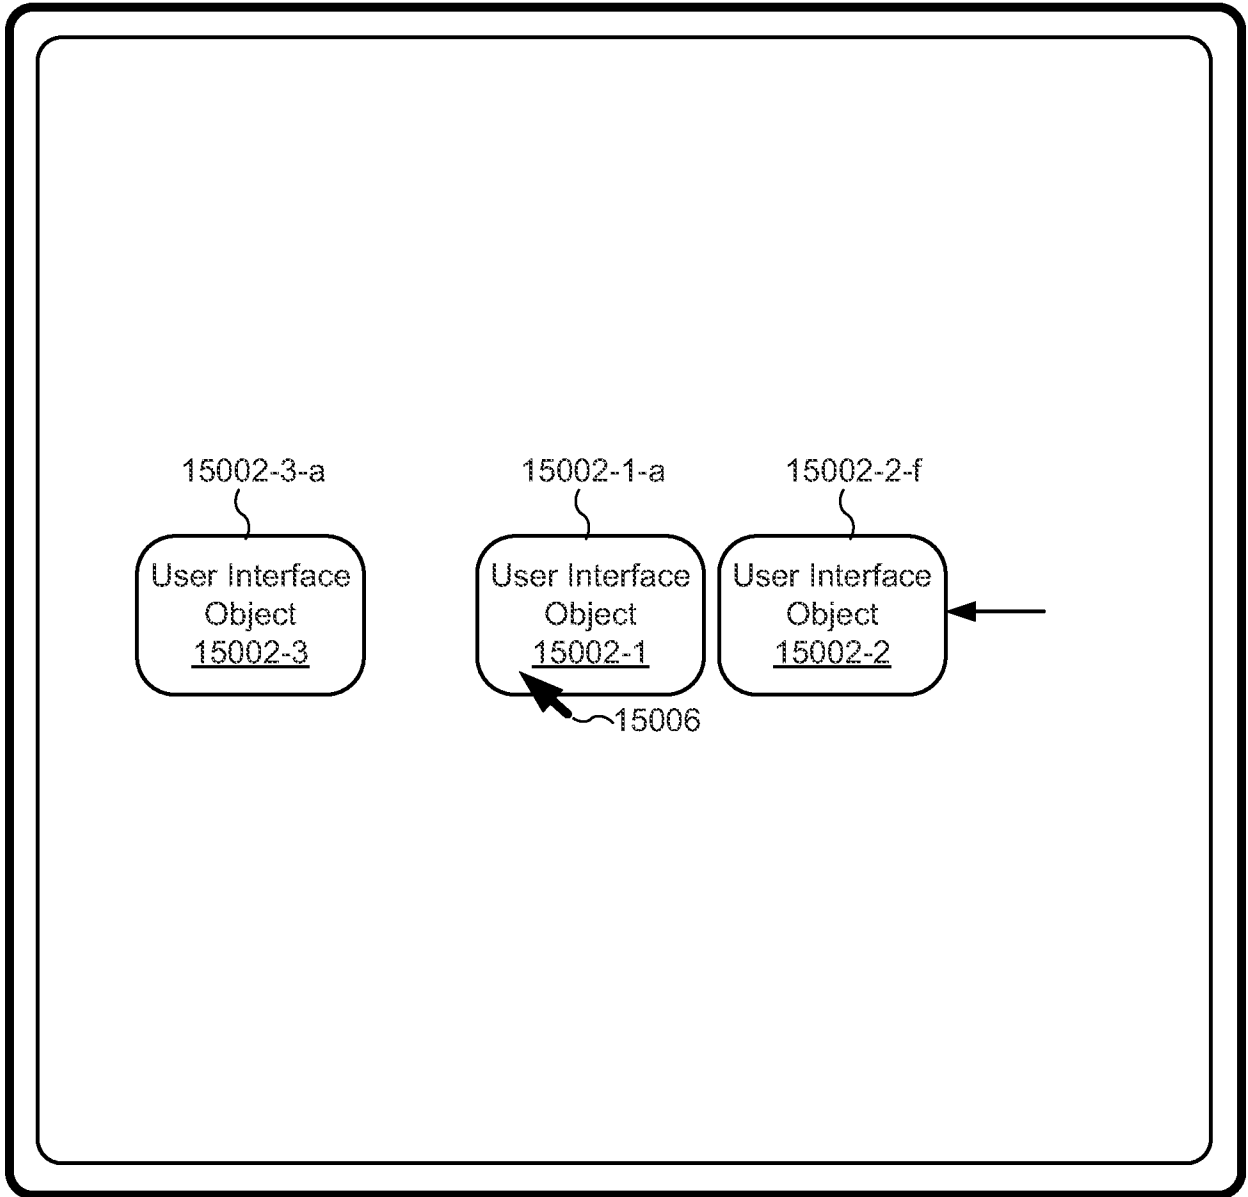 15002-3-a
15002-1-a
15002-2-f
User Interface
Object
15002-3
User Interface
Object
15002-1
User Interface
Object
15002-2
15006